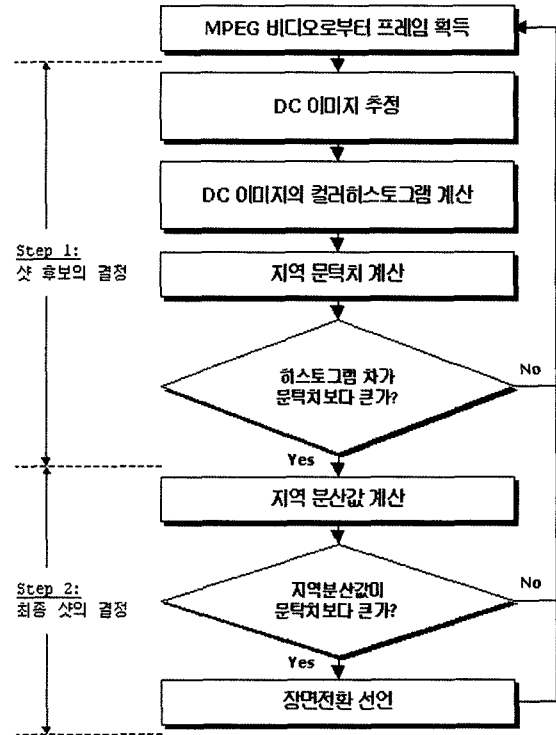 MPEG 비디오로부터 프레임 획득
DC 이미지 추정
DC 이미지의 컬러히스토그램 계산
Step 1:
샷 후보의 결정
지역 문턱치 계산
히스토그램 차가
문턱치보다 큰가?
No
Yes
지역 분산값 계산
Step 2:
최종 샷의 결정
지역분산값이
문턱치보다 큰가?
No
Yes
장면전환 선언